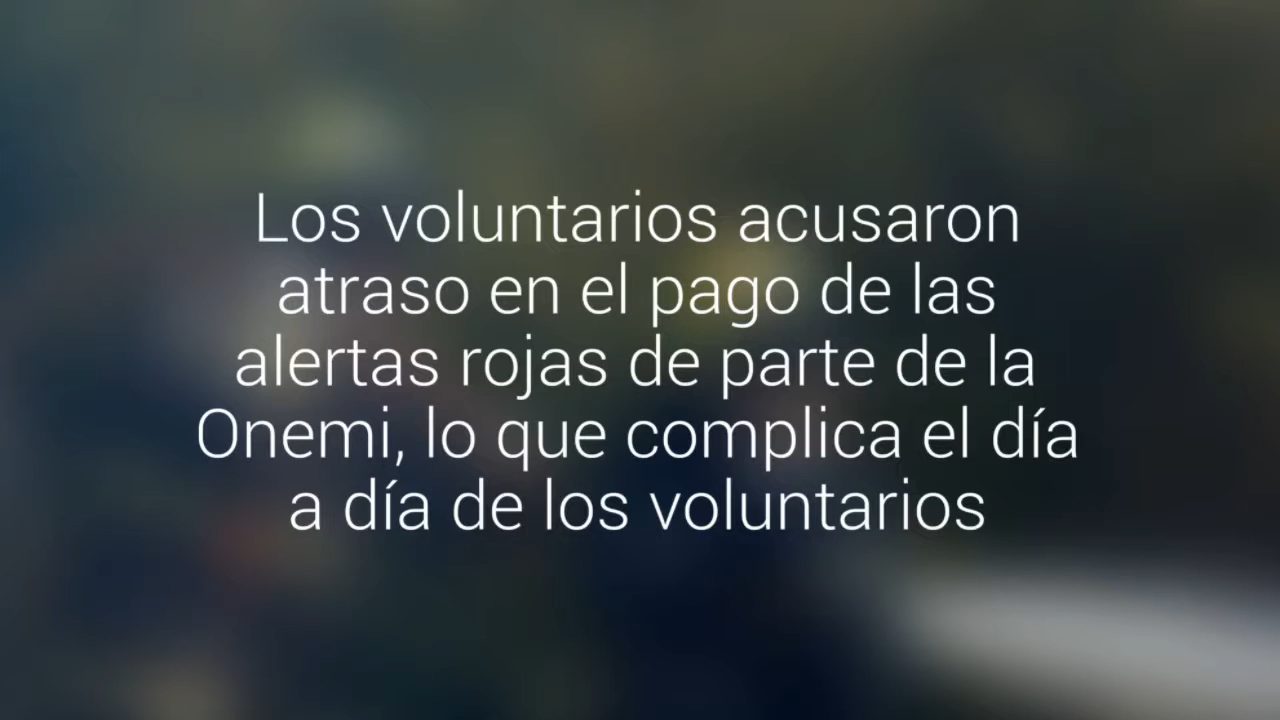 Los voluntarios acusaron
atraso en el pago de las
alertas rojas de parte de la
Onemi, lo que complica el día
a día de los voluntarios